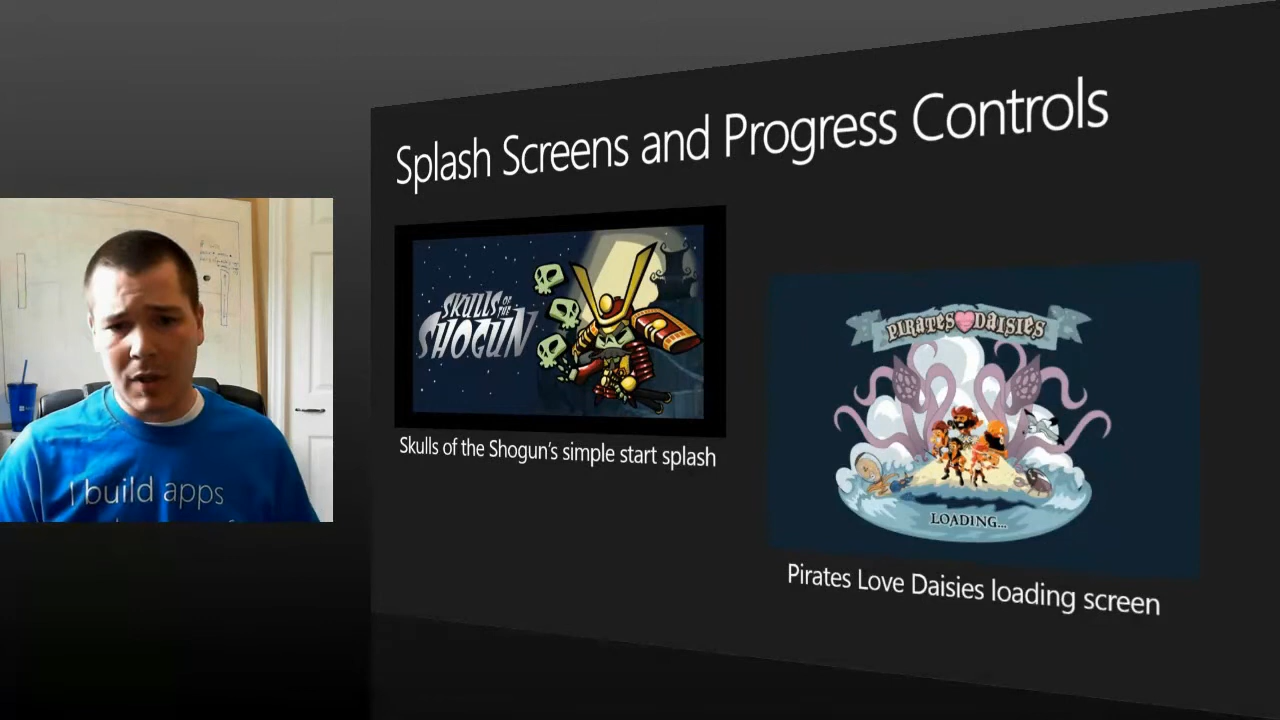 Splash Screens and Progress Controls
SKULLS OF THE SHOGUN
Skulls of the Shogun's simple start splash
PIRATES DAISIES
LOADING...
Pirates Love Daisies loading screen
I build apps